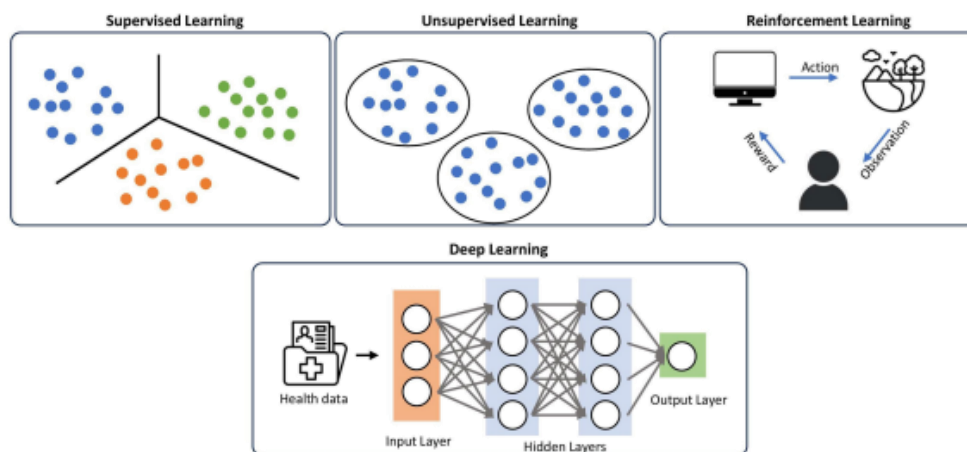 Supervised Learning
Unsupervised Learning
Reinforcement Learning
Action
Reward
Observation
Deep Learning
Health data
Input Layer
Hidden Layers
Output Layer